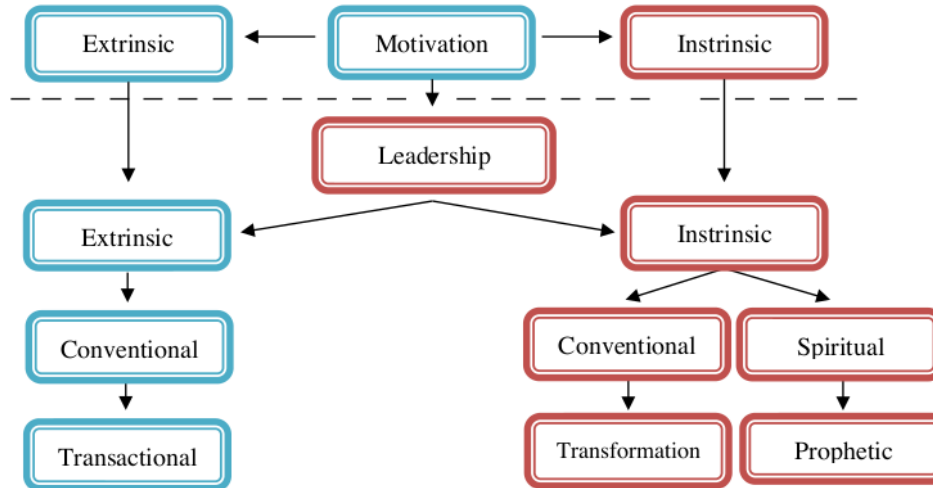 Extrinsic
Motivation
Instrinsic
Leadership
Extrinsic
Instrinsic
Conventional
Conventional
Spiritual
Transactional
Transformation
Prophetic